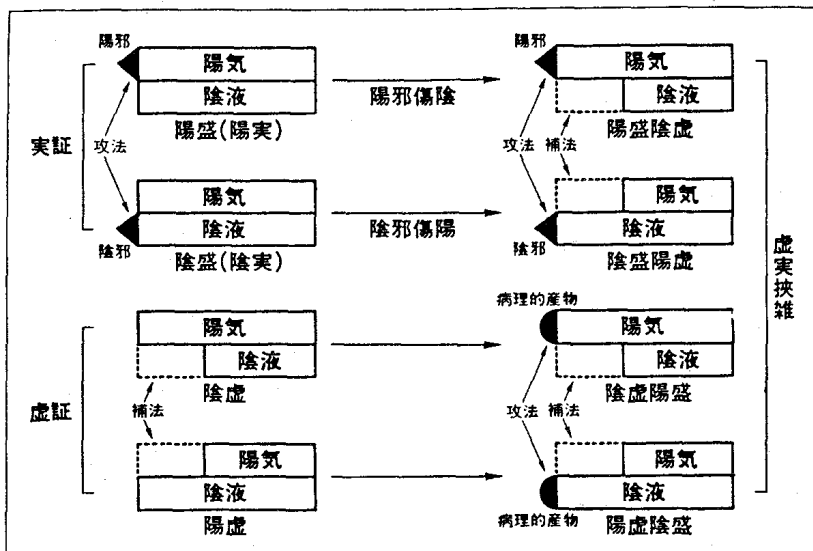 陽邪
陽気
陰液
陽盛(陽実)
陽邪傷陰
陽邪
陽気
陰液
陽盛陰虚
実証
攻法
攻法
補法
陽気
陰液
陰邪
陰盛(陰実)
陰邪傷陽
陽気
陰液
陰邪
陰盛陽虚
虚実挾雑
虚証
陽気
陰液
陰虚
病理的産物
陽気
陰液
陰虚陽盛
補法
攻法
補法
陽気
陰液
陽虚
陽気
陰液
病理的産物
陽虚陰盛